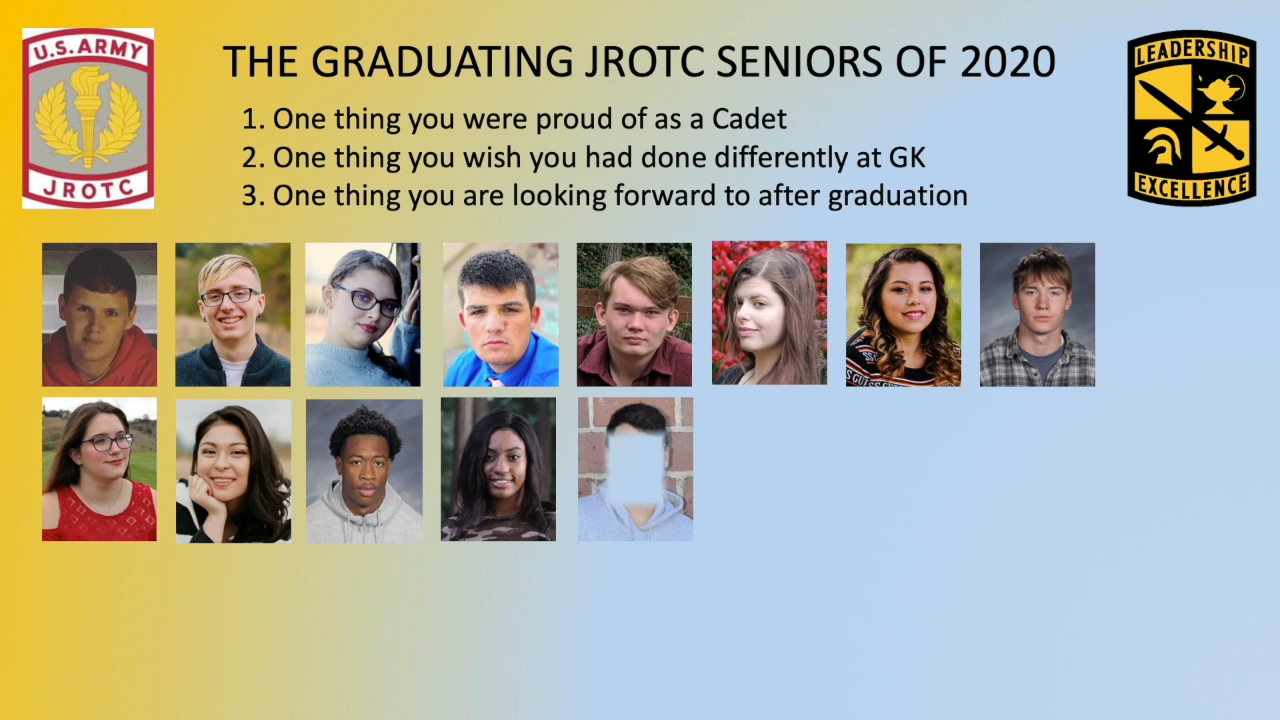 U.S. ARMY
JROTC
THE GRADUATING JROTC SENIORS OF 2020
1. One thing you were proud of as a Cadet
2. One thing you wish you had done differently at GK
3. One thing you are looking forward to after graduation
LEADERSHIP
EXCELLENCE